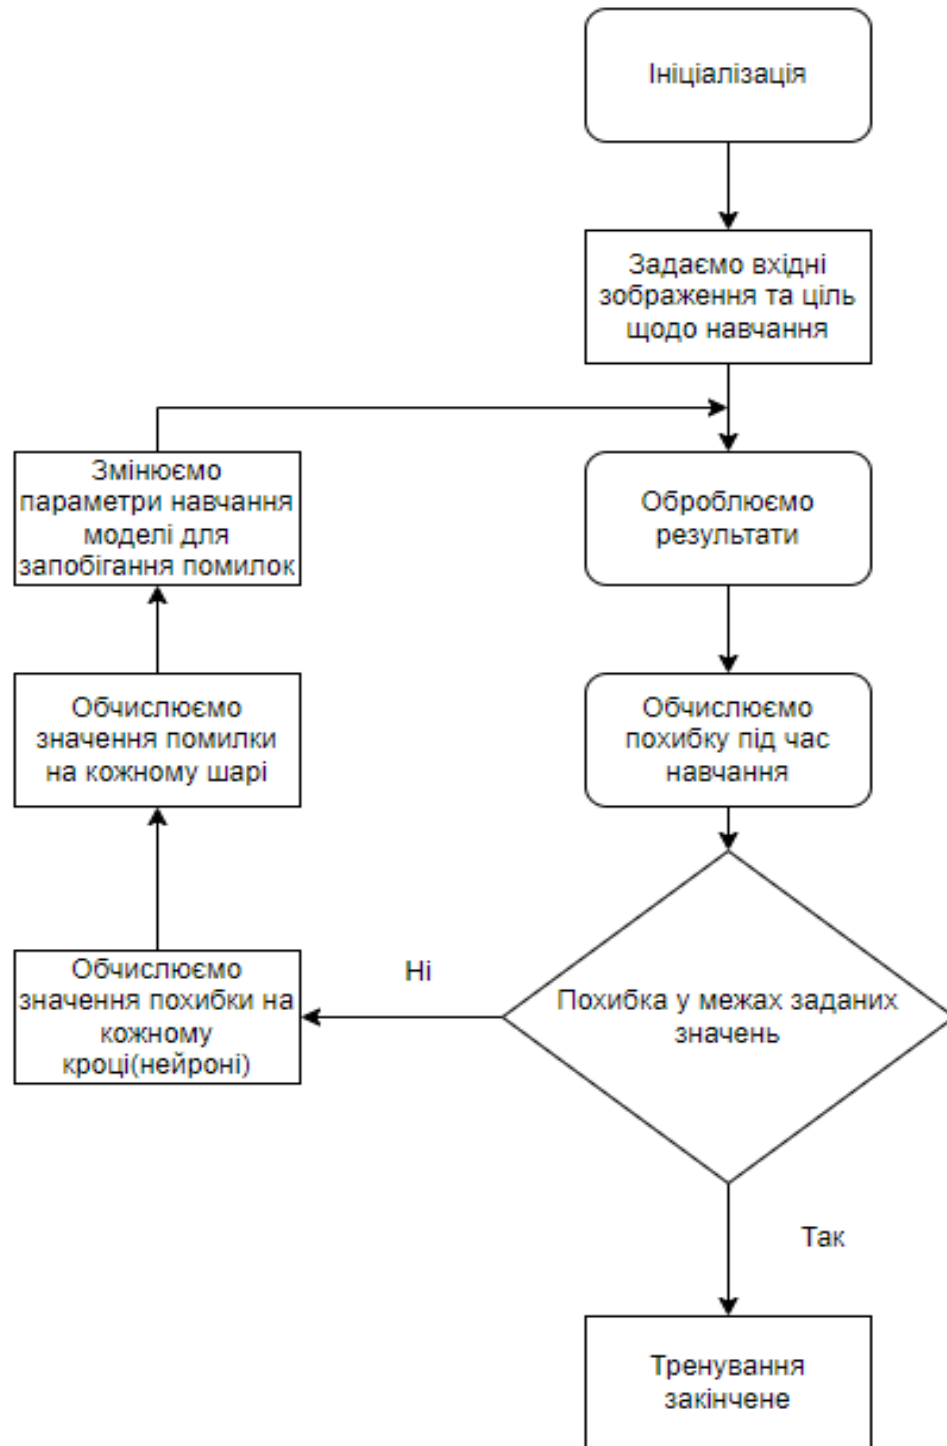 Ініціалізація
Задаємо вхідні
зображення та ціль
щодо навчання
Змінюємо
параметри навчання
моделі для
запобігання помилок
Оброблюємо
результати
Обчислюємо
значення помилки
на кожному шарі
Обчислюємо
похибку під час
навчання
Обчислюємо
значення похибки на
кожному
кроці(нейроні)
Ні
Похибка у межах заданих
значень
Так
Тренування
закінчене